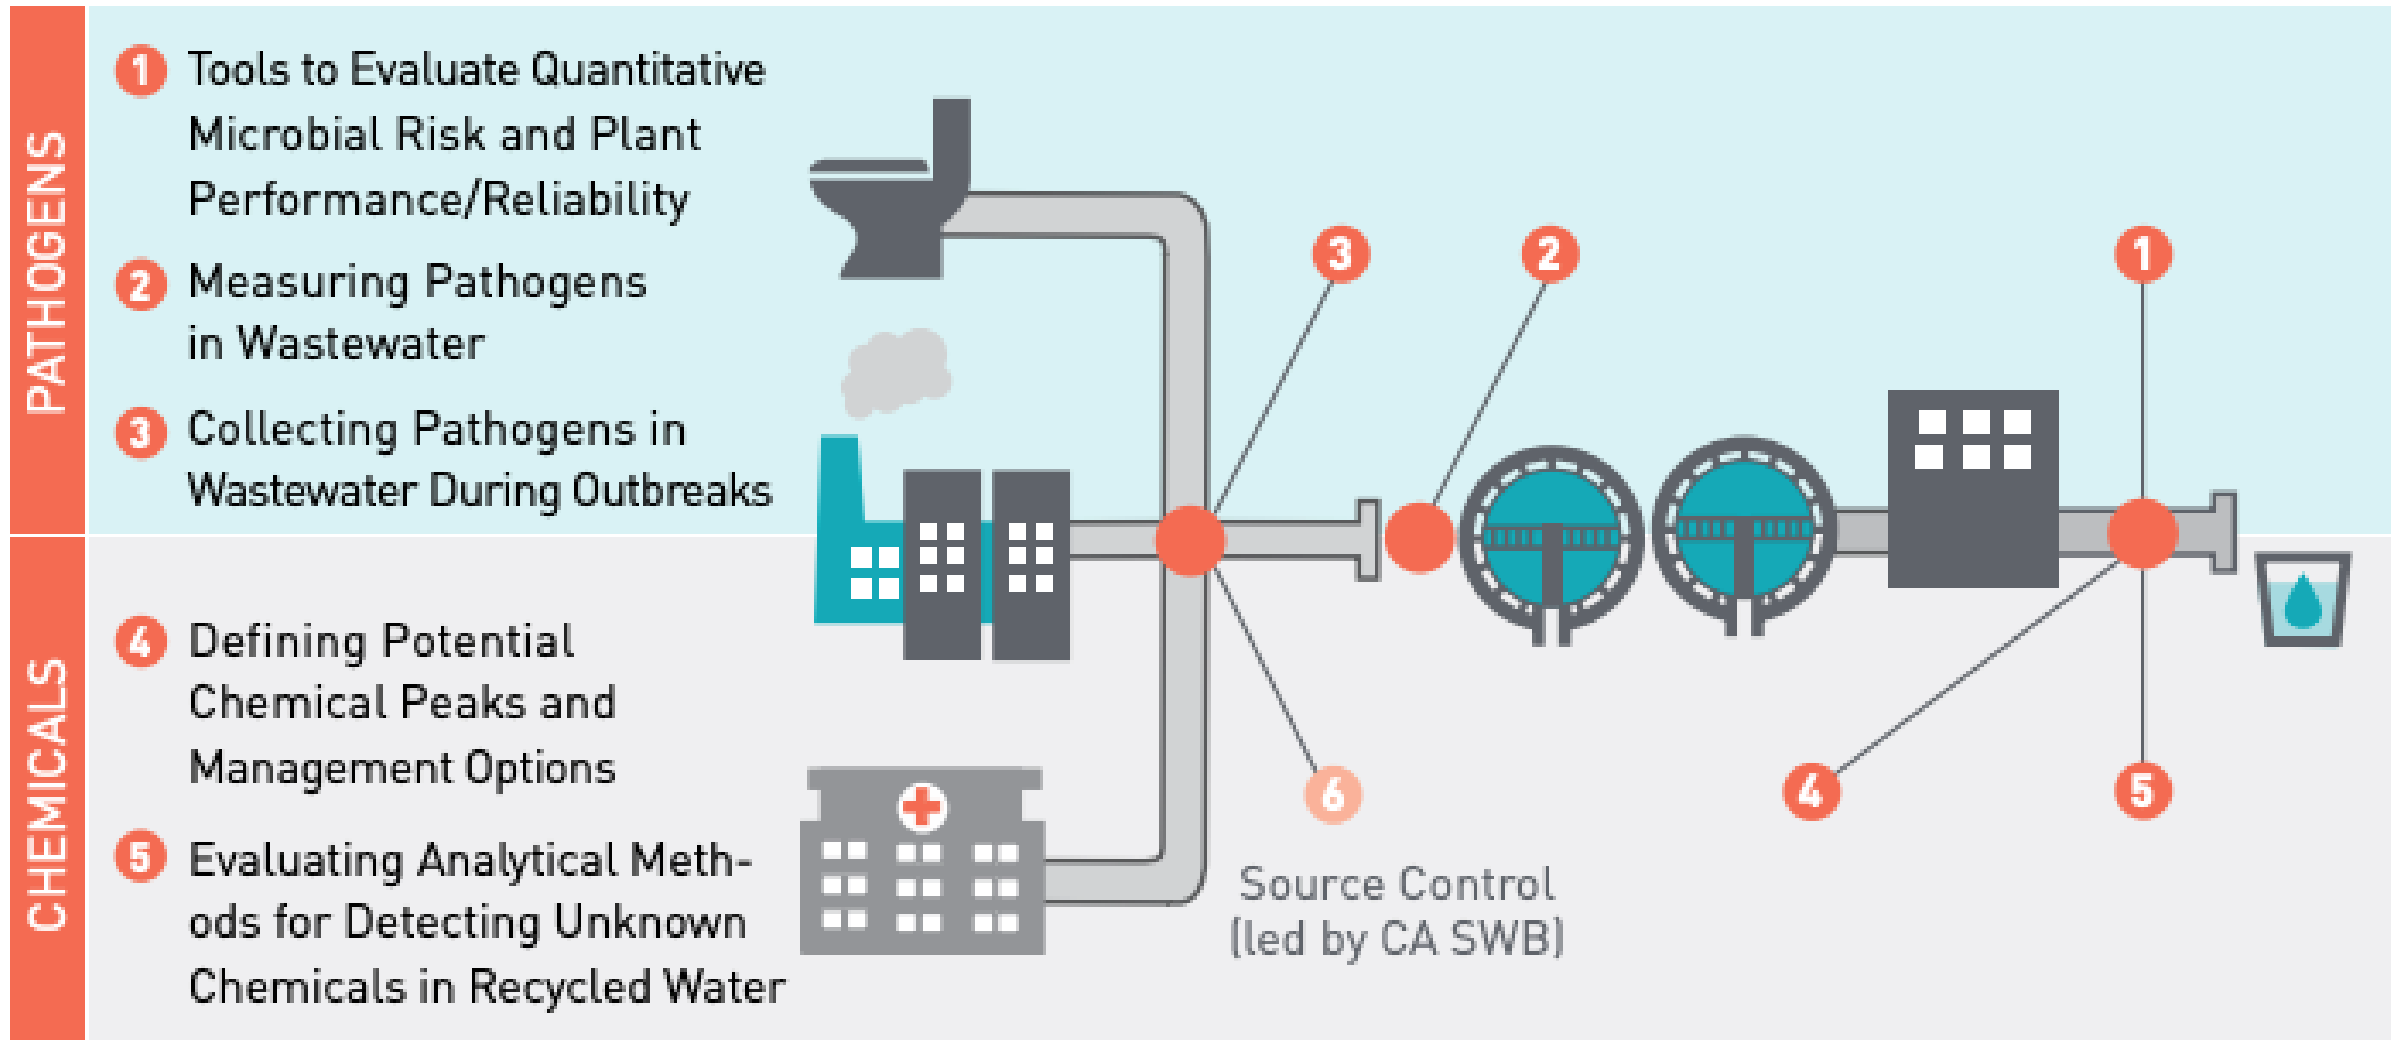 PATHOGENS
1 Tools to Evaluate Quantitative
Microbial Risk and Plant
Performance/Reliability
2 Measuring Pathogens
in Wastewater
3 Collecting Pathogens in
Wastewater During Outbreaks
CHEMICALS
4 Defining Potential
Chemical Peaks and
Management Options
5 Evaluating Analytical Meth-
ods for Detecting Unknown
Chemicals in Recycled Water
3
2
1
6
4
5
Source Control
(led by CA SWB)